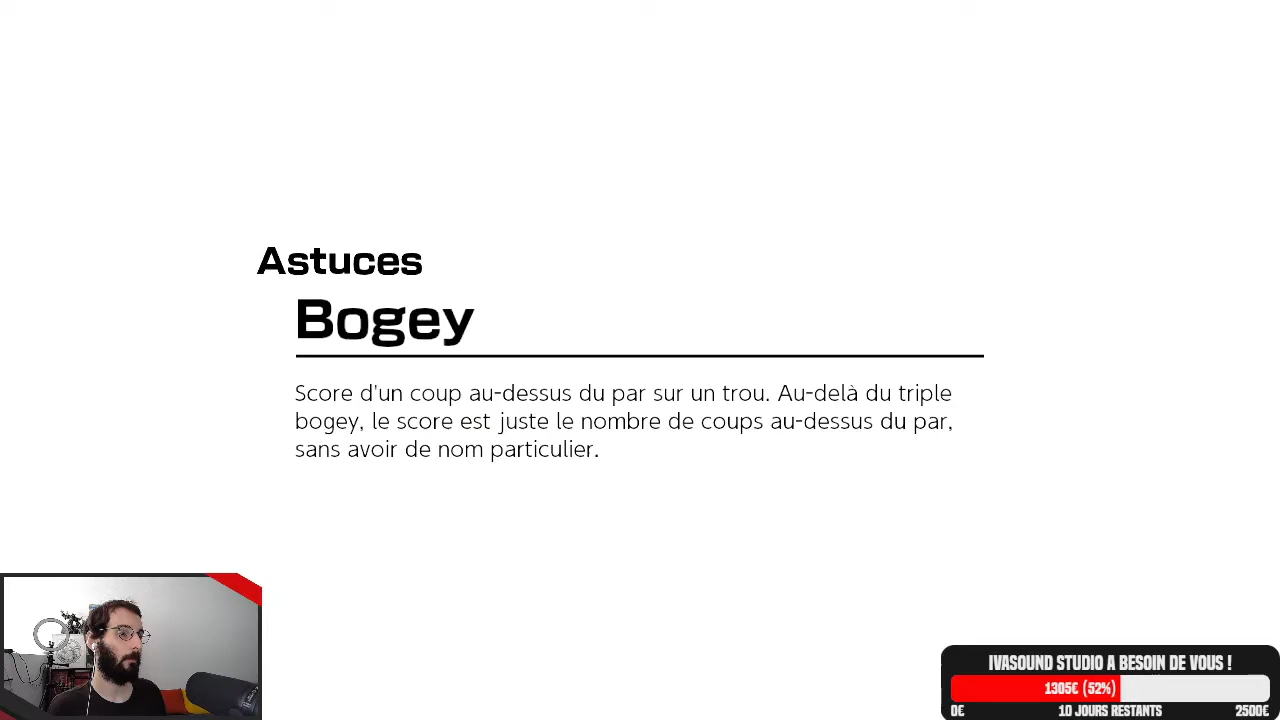 Astuces
Bogey
Score d'un coup au-dessus du par sur un trou. Au-delà du triple
bogey, le score est juste le nombre de coups au-dessus du par,
sans avoir de nom particulier.
IVASOUND STUDIO A BESOIN DE VOUS !
1305€ (52%)
0€ 10 JOURS RESTANTS 2500€